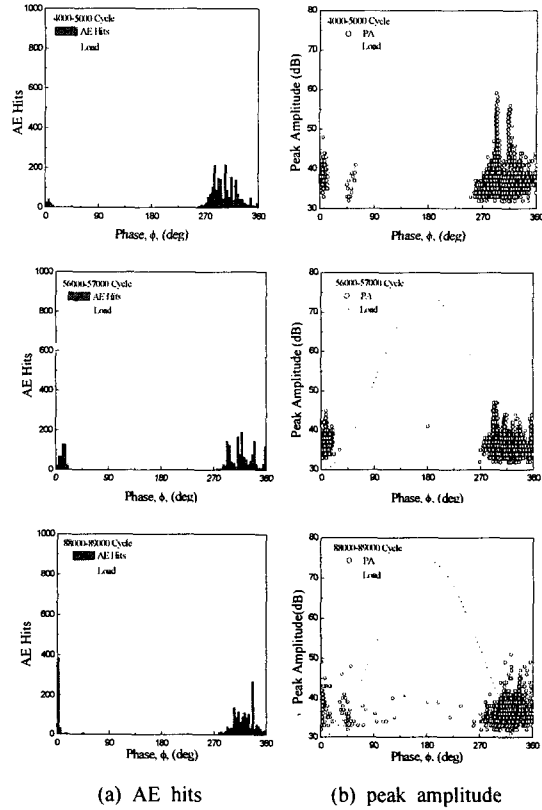 1000
4000-5000 Cycle
AE Hits
Load
800
600
400
200
0
AE Hits
0 90 180 270 360
Phase, ϕ, (deg)
80
4000-5000 Cycle
PA
Load
70
60
50
40
30
Peak Amplitude (dB)
0 90 180 270 360
Phase, ϕ, (deg)
1000
56000-57000 Cycle
AE Hits
Load
800
600
400
200
0
AE Hits
0 90 180 270 360
Phase, ϕ, (deg)
80
56000-57000 Cycle
PA
Load
70
60
50
40
30
Peak Amplitude (dB)
0 90 180 270 360
Phase, ϕ, (deg)
1000
88000-89000 Cycle
AE Hits
Load
800
600
400
200
0
AE Hits
0 90 180 270 360
Phase, ϕ, (deg)
80
88000-89000 Cycle
PA
Load
70
60
50
40
30
Peak Amplitude(dB)
0 90 180 270 360
Phase, ϕ, (deg)
(a) AE hits
(b) peak amplitude